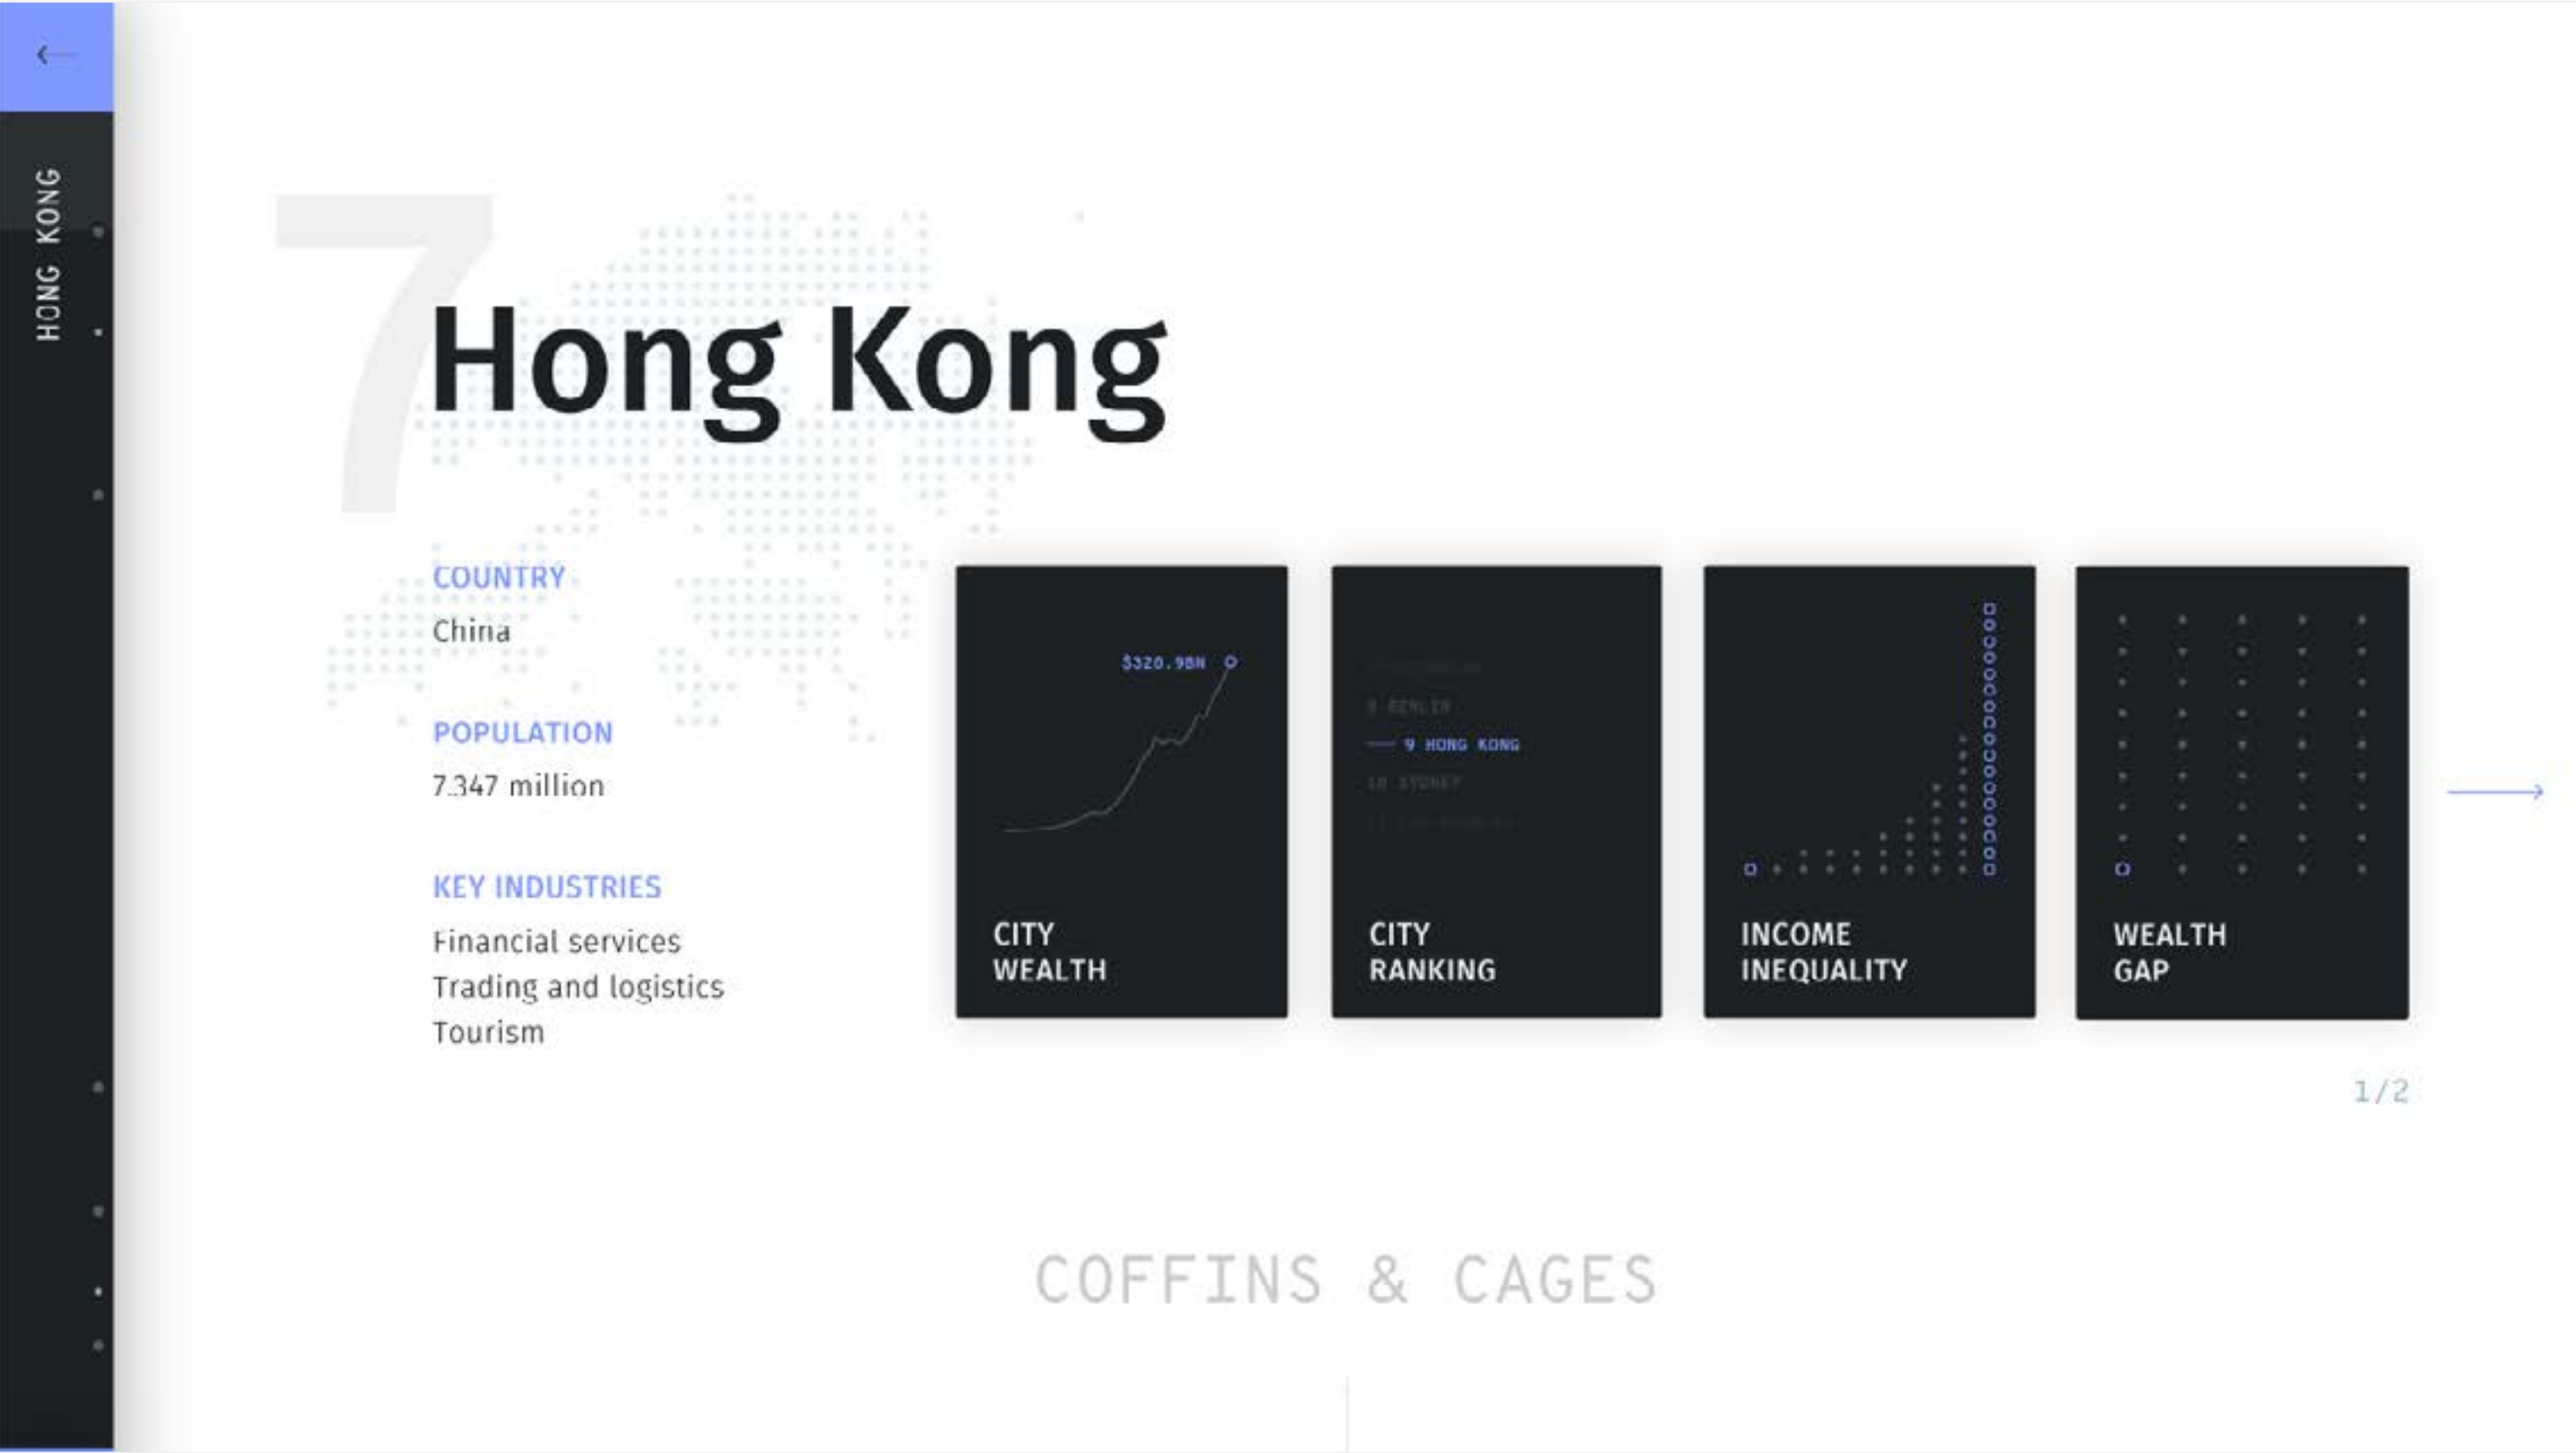 HONG KONG
7
Hong Kong
COUNTRY
China
POPULATION
7.347 million
KEY INDUSTRIES
Financial services
Trading and logistics
Tourism
$320.9BN
CITY
WEALTH
BERLIN
9 HONG KONG
10 SYDNEY
CITY
RANKING
INCOME
INEQUALITY
WEALTH
GAP
1/2
COFFINS & CAGES